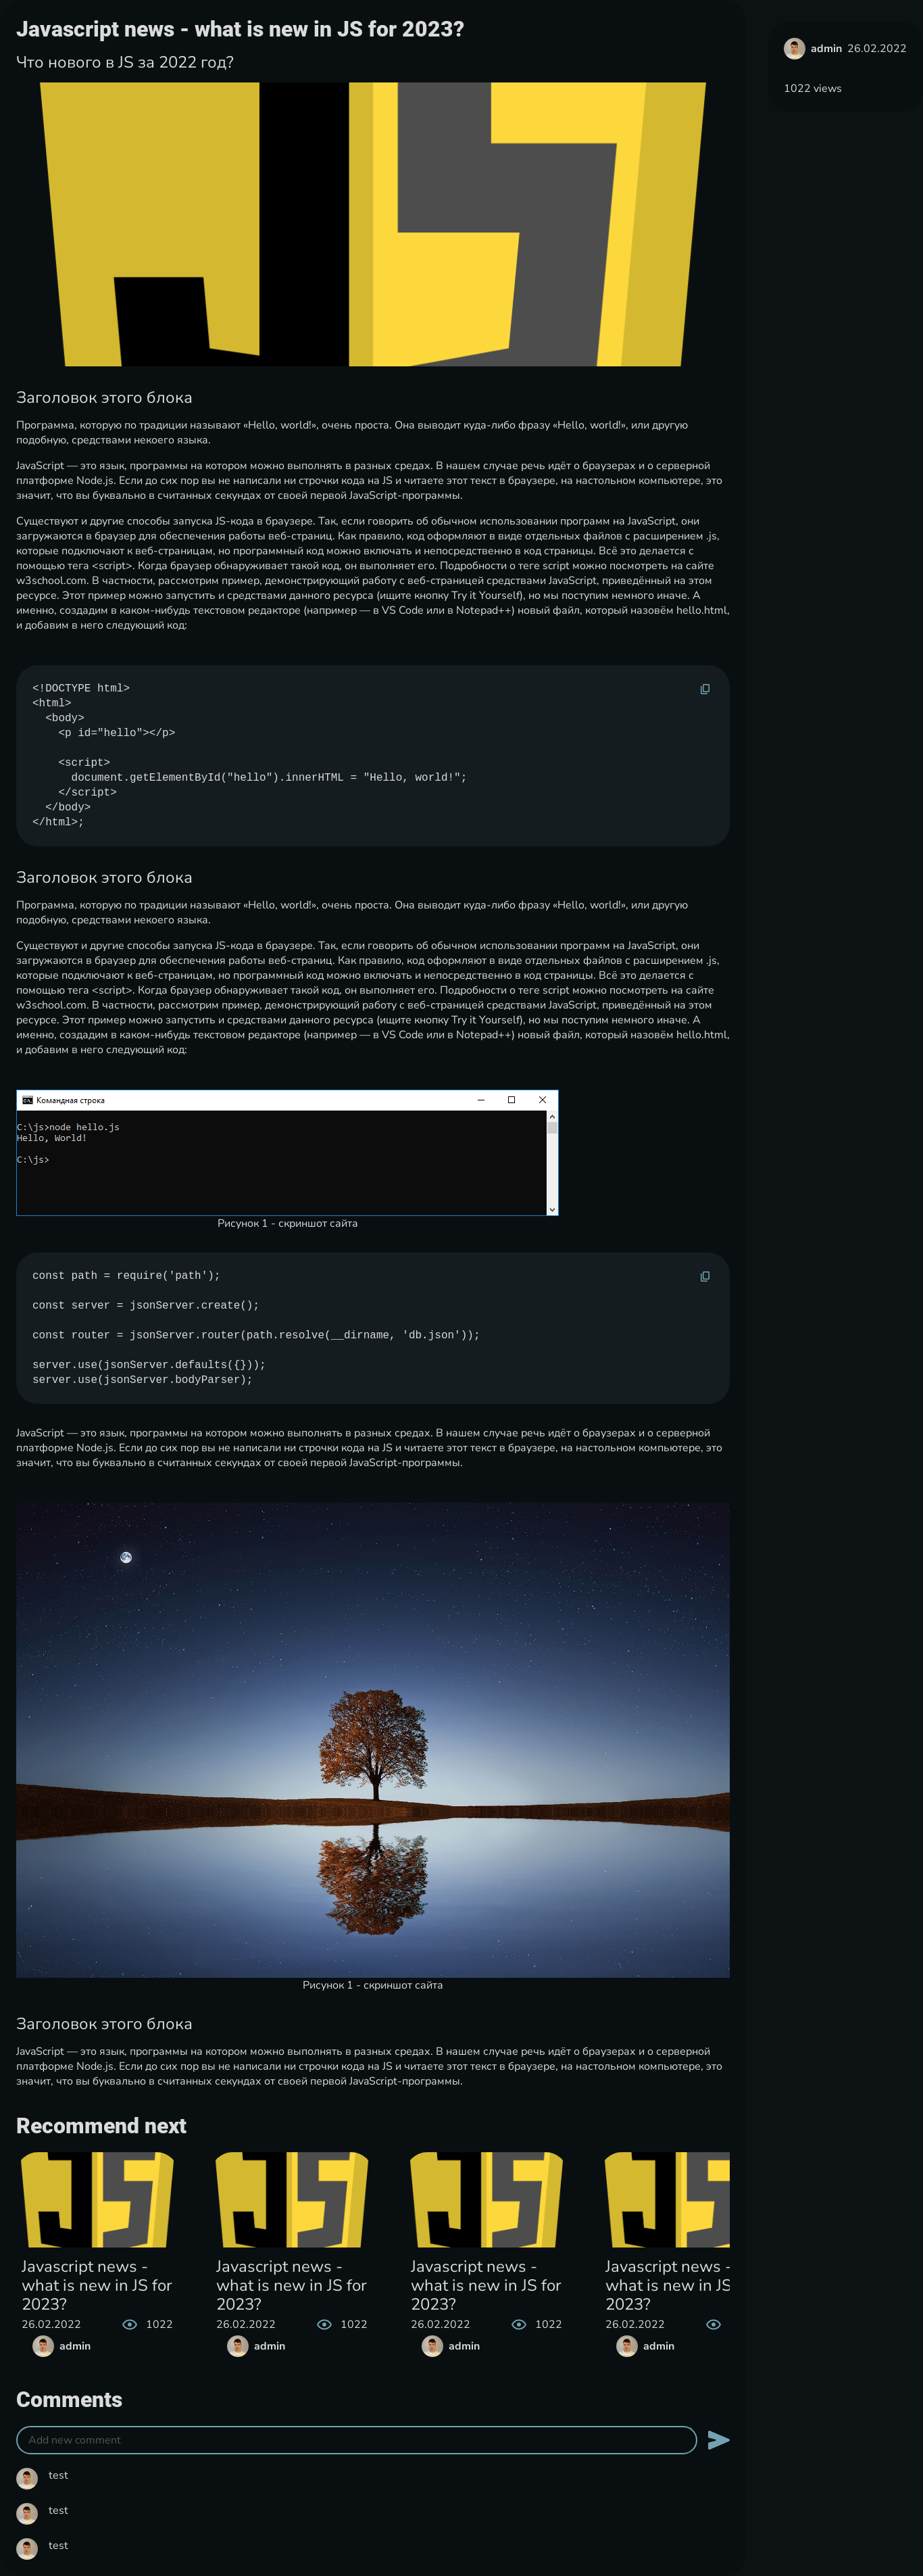 Javascript news - what is new in JS for 2023?
admin 26.02.2022
1022 views
Что нового в JS за 2022 год?
Заголовок этого блока
Программа, которую по традиции называют «Hello, world!», очень проста. Она выводит куда-либо фразу «Hello, world!», или другую
подобную, средствами некоего языка.
JavaScript — это язык, программы на котором можно выполнять в разных средах. В нашем случае речь идёт о браузерах и о серверной
платформе Node.js. Если до сих пор вы не написали ни строчки кода на JS и читаете этот текст в браузере, на настольном компьютере, это
значит, что вы буквально в считанных секундах от своей первой JavaScript-программы.
Существуют и другие способы запуска JS-кода в браузере. Так, если говорить об обычном использовании программ на JavaScript, они
загружаются в браузер для обеспечения работы веб-страниц. Как правило, код оформляют в виде отдельных файлов с расширением .js,
которые подключают к веб-страницам, но программный код можно включать и непосредственно в код страницы. Всё это делается с
помощью тега <script>. Когда браузер обнаруживает такой код, он выполняет его. Подробности о теге script можно посмотреть на сайте
w3school.com. В частности, рассмотрим пример, демонстрирующий работу с веб-страницей средствами JavaScript, приведённый на этом
ресурсе. Этот пример можно запустить и средствами данного ресурса (ищите кнопку Try it Yourself), но мы поступим немного иначе. А
именно, создадим в каком-нибудь текстовом редакторе (например — в VS Code или в Notepad++) новый файл, который назовём hello.html,
и добавим в него следующий код:
<!DOCTYPE html>
<html>
  <body>
    <p id="hello"></p>

    <script>
      document.getElementById("hello").innerHTML = "Hello, world!";
    </script>
  </body>
</html>;
Заголовок этого блока
Программа, которую по традиции называют «Hello, world!», очень проста. Она выводит куда-либо фразу «Hello, world!», или другую
подобную, средствами некоего языка.
Существуют и другие способы запуска JS-кода в браузере. Так, если говорить об обычном использовании программ на JavaScript, они
загружаются в браузер для обеспечения работы веб-страниц. Как правило, код оформляют в виде отдельных файлов с расширением .js,
которые подключают к веб-страницам, но программный код можно включать и непосредственно в код страницы. Всё это делается с
помощью тега <script>. Когда браузер обнаруживает такой код, он выполняет его. Подробности о теге script можно посмотреть на сайте
w3school.com. В частности, рассмотрим пример, демонстрирующий работу с веб-страницей средствами JavaScript, приведённый на этом
ресурсе. Этот пример можно запустить и средствами данного ресурса (ищите кнопку Try it Yourself), но мы поступим немного иначе. А
именно, создадим в каком-нибудь текстовом редакторе (например — в VS Code или в Notepad++) новый файл, который назовём hello.html,
и добавим в него следующий код:
Командная строка
C:\js>node hello.js
Hello, World!
C:\js>
Рисунок 1 - скриншот сайта
const path = require('path');

const server = jsonServer.create();

const router = jsonServer.router(path.resolve(__dirname, 'db.json'));

server.use(jsonServer.defaults({}));
server.use(jsonServer.bodyParser);
JavaScript — это язык, программы на котором можно выполнять в разных средах. В нашем случае речь идёт о браузерах и о серверной
платформе Node.js. Если до сих пор вы не написали ни строчки кода на JS и читаете этот текст в браузере, на настольном компьютере, это
значит, что вы буквально в считанных секундах от своей первой JavaScript-программы.
Рисунок 1 - скриншот сайта
Заголовок этого блока
JavaScript — это язык, программы на котором можно выполнять в разных средах. В нашем случае речь идёт о браузерах и о серверной
платформе Node.js. Если до сих пор вы не написали ни строчки кода на JS и читаете этот текст в браузере, на настольном компьютере, это
значит, что вы буквально в считанных секундах от своей первой JavaScript-программы.
Recommend next
JS
Javascript news -
what is new in JS for
2023?
26.02.2022 1022
admin
JS
Javascript news -
what is new in JS for
2023?
26.02.2022 1022
admin
JS
Javascript news -
what is new in JS for
2023?
26.02.2022 1022
admin
JS
Javascript news -
what is new in JS
2023?
26.02.2022
admin
Comments
Add new comment
test
test
test